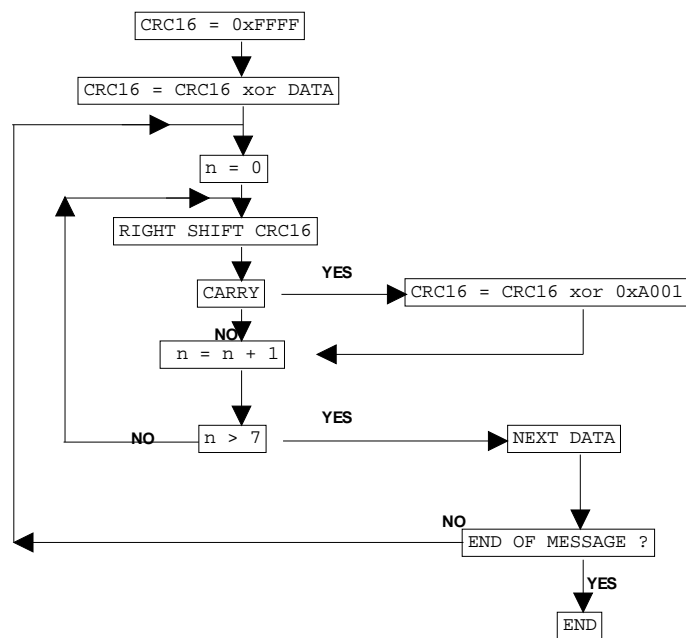 CRC16 = 0xFFFF
CRC16 = CRC16 xor DATA
n = 0
RIGHT SHIFT CRC16
CARRY
YES
CRC16 = CRC16 xor 0xA001
NO
n = n + 1
n > 7
NO
YES
NEXT DATA
NO
END OF MESSAGE ?
YES
END